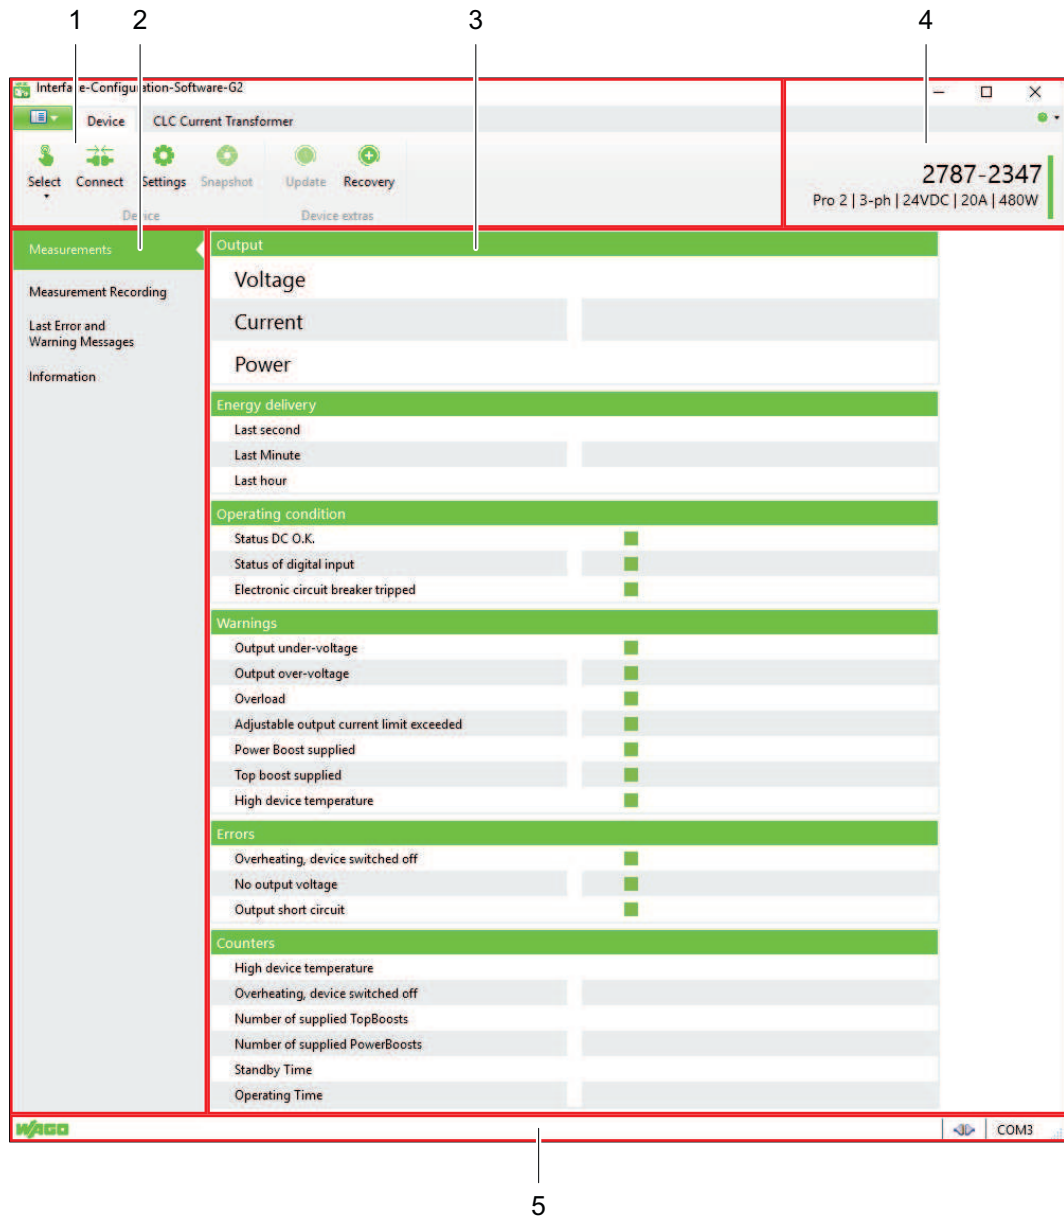 1 2 3 4
Interface-Configuration-Software-G2
Device CLC Current Transformer
Select Connect Settings Snapshot Update Recovery
Device Device extras
2787-2347
Pro 2 | 3-ph | 24VDC | 20A | 480W
Measurements
Measurement Recording
Last Error and
Warning Messages
Information
Output
Voltage
Current
Power
Energy delivery
Last second
Last Minute
Last hour
Operating condition
Status DC O.K.
Status of digital input
Electronic circuit breaker tripped
Warnings
Output under-voltage
Output over-voltage
Overload
Adjustable output current limit exceeded
Power Boost supplied
Top boost supplied
High device temperature
Errors
Overheating, device switched off
No output voltage
Output short circuit
Counters
High device temperature
Overheating, device switched off
Number of supplied TopBoosts
Number of supplied PowerBoosts
Standby Time
Operating Time
WAGO COM3
5